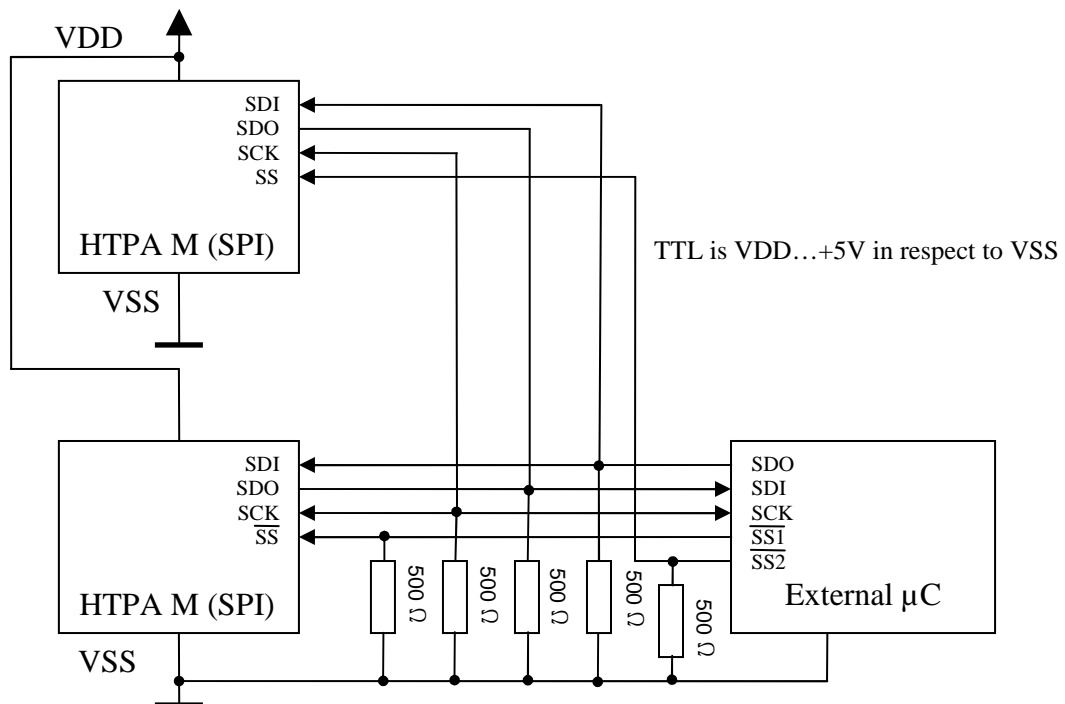 VDD
SDI
SDO
SCK
SS
HTPA M (SPI)
TTL is VDD…+5V in respect to VSS
VSS
SDI
SDO
SCK
SS
HTPA M (SPI)
VSS
500 Ω
500 Ω
500 Ω
500 Ω
500 Ω
SDO
SDI
SCK
SS1
SS2
External µC